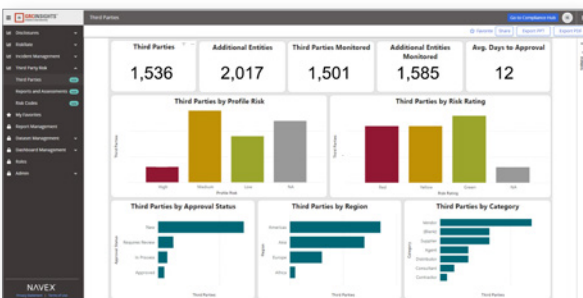 GRCINSIGHTS
Third Parties
Go to Compliance Hub
Favorite
Share
Export PPT
Export PDF
Disclosures
RiskRate
Incident Management
Third Party Risk
Third Parties
Reports and Assessments
Risk Codes
My Favorites
Report Management
Dataset Management
Dashboard Management
Roles
Admin
NAVEX
Third Parties
1,536
Additional Entities
2,017
Third Parties Monitored
1,501
Additional Entities
Monitored
1,585
Avg. Days to Approval
12
Third Parties by Profile Risk
Third Parties
High
Medium
Low
NA
Profile Risk
Third Parties by Risk Rating
Third Parties
Red
Yellow
Green
NA
Risk Rating
Third Parties by Approval Status
Approval Status
New
Requires Review
In Process
Approved
Third Parties
Third Parties by Region
Region
Americas
Asia
Europe
Africa
Third Parties
Third Parties by Category
Category
Vendor
Supplier
Agent
Distributor
Consultant
Contractor
Third Parties